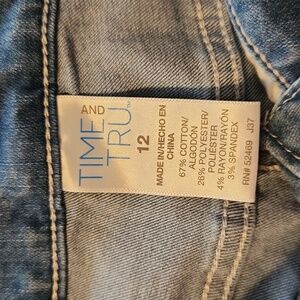 TIME AND
TRU™
12
MADE IN/HECHO EN
CHINA
67% COTTON/
ALGODÓN
26% POLYESTER/
POLIÉSTER
4% RAYON/RAYÓN
3% SPANDEX
RN# 52469 J37